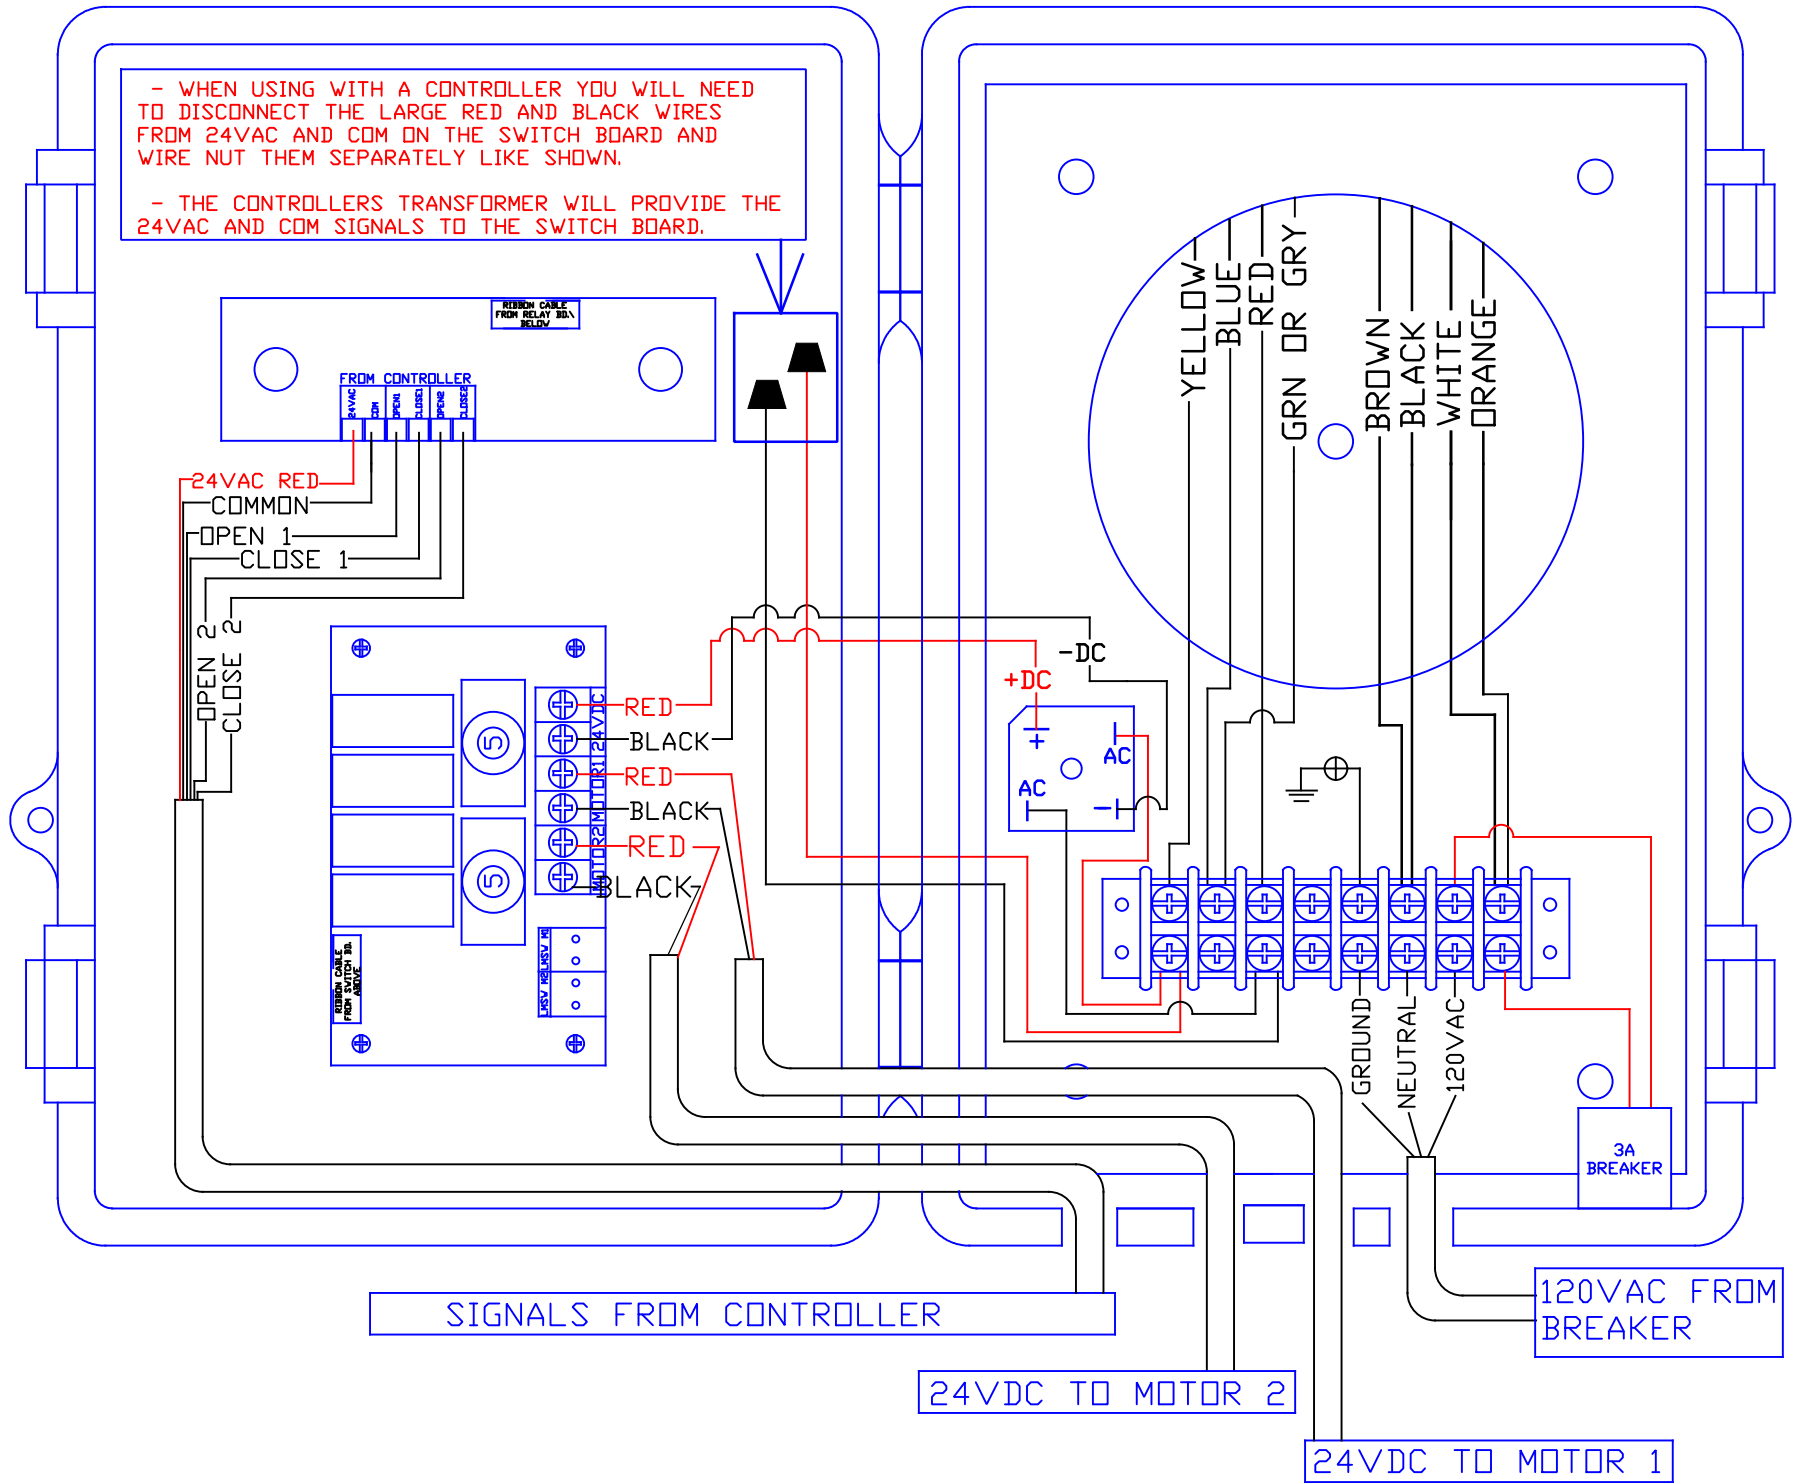 - WHEN USING WITH A CONTROLLER YOU WILL NEED
TO DISCONNECT THE LARGE RED AND BLACK WIRES
FROM 24VAC AND COM ON THE SWITCH BOARD AND
WIRE NUT THEM SEPARATELY LIKE SHOWN.
- THE CONTROLLERS TRANSFORMER WILL PROVIDE THE
24VAC AND COM SIGNALS TO THE SWITCH BOARD.
RIBBON CABLE
FROM RELAY BD.\
BELOW
FROM CONTROLLER
24VAC
COM
OPEN1
CLOSE1
OPEN2
CLOSE2
24VAC RED
COMMON
OPEN 1
CLOSE 1
OPEN 2
CLOSE 2
YELLOW
BLUE
RED
GRN OR GRY
BROWN
BLACK
WHITE
ORANGE
5
5
24VDC
MOTOR1
MOTOR2
RED
BLACK
RED
BLACK
RED
BLACK
LMSW M1
LMSW M2
RIBBON CABLE
FROM SWITCH BD.
ABOVE
-DC
+DC
+
AC
AC
-
GROUND
NEUTRAL
120VAC
3A
BREAKER
120VAC FROM
BREAKER
SIGNALS FROM CONTROLLER
24VDC TO MOTOR 2
24VDC TO MOTOR 1